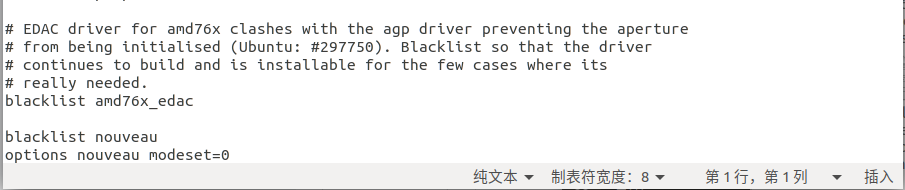 # EDAC driver for amd76x clashes with the agp driver preventing the aperture
# from being initialised (Ubuntu: #297750). Blacklist so that the driver
# continues to build and is installable for the few cases where its
# really needed.
blacklist amd76x_edac

blacklist nouveau
options nouveau modeset=0
纯文本 制表符宽度：8 第 1 行，第 1 列 插入